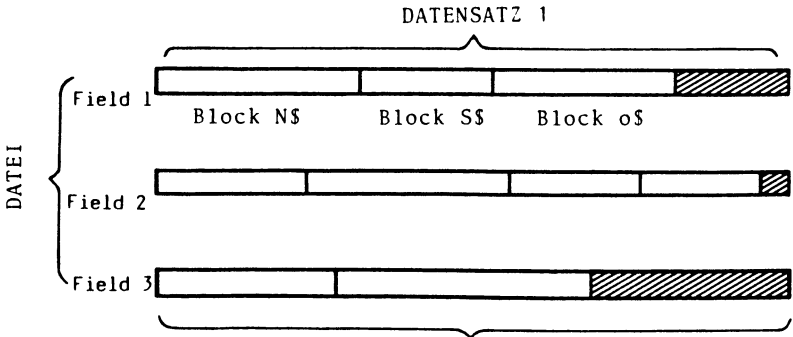 DATENSATZ 1
Field 1
Block N$ Block S$ Block o$
DATEI
Field 2
Field 3